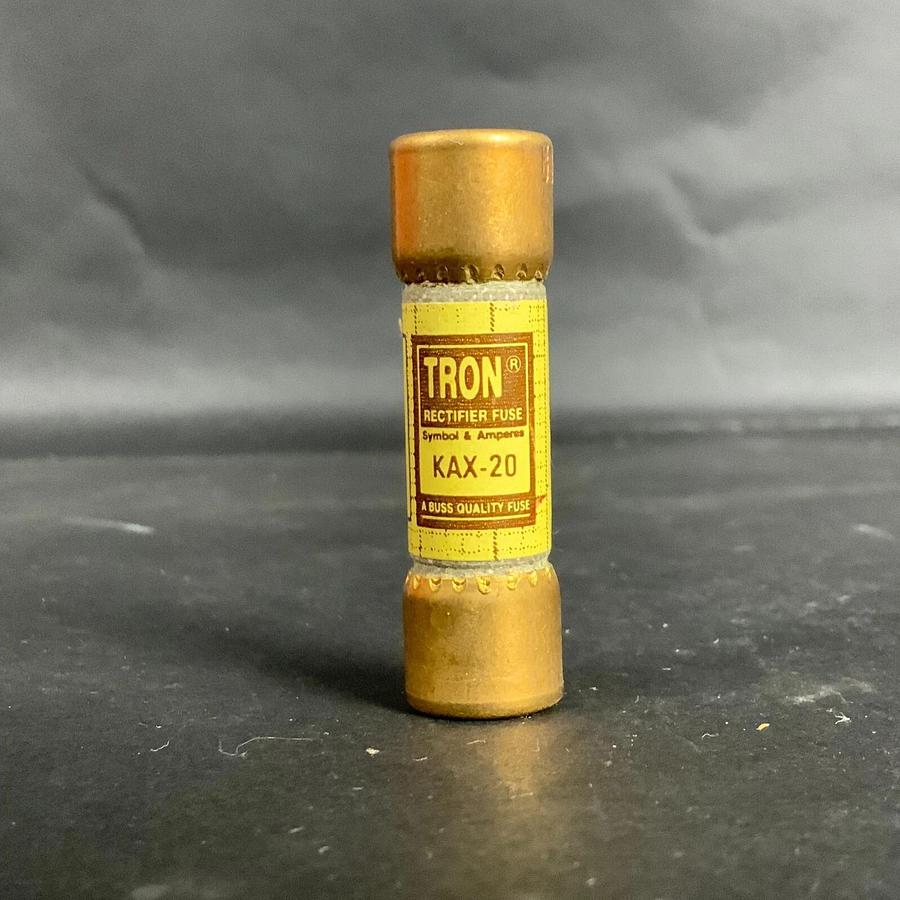 TRON®
RECTIFIER FUSE
Symbol & Amperes
KAX-20
A BUSS QUALITY FUSE